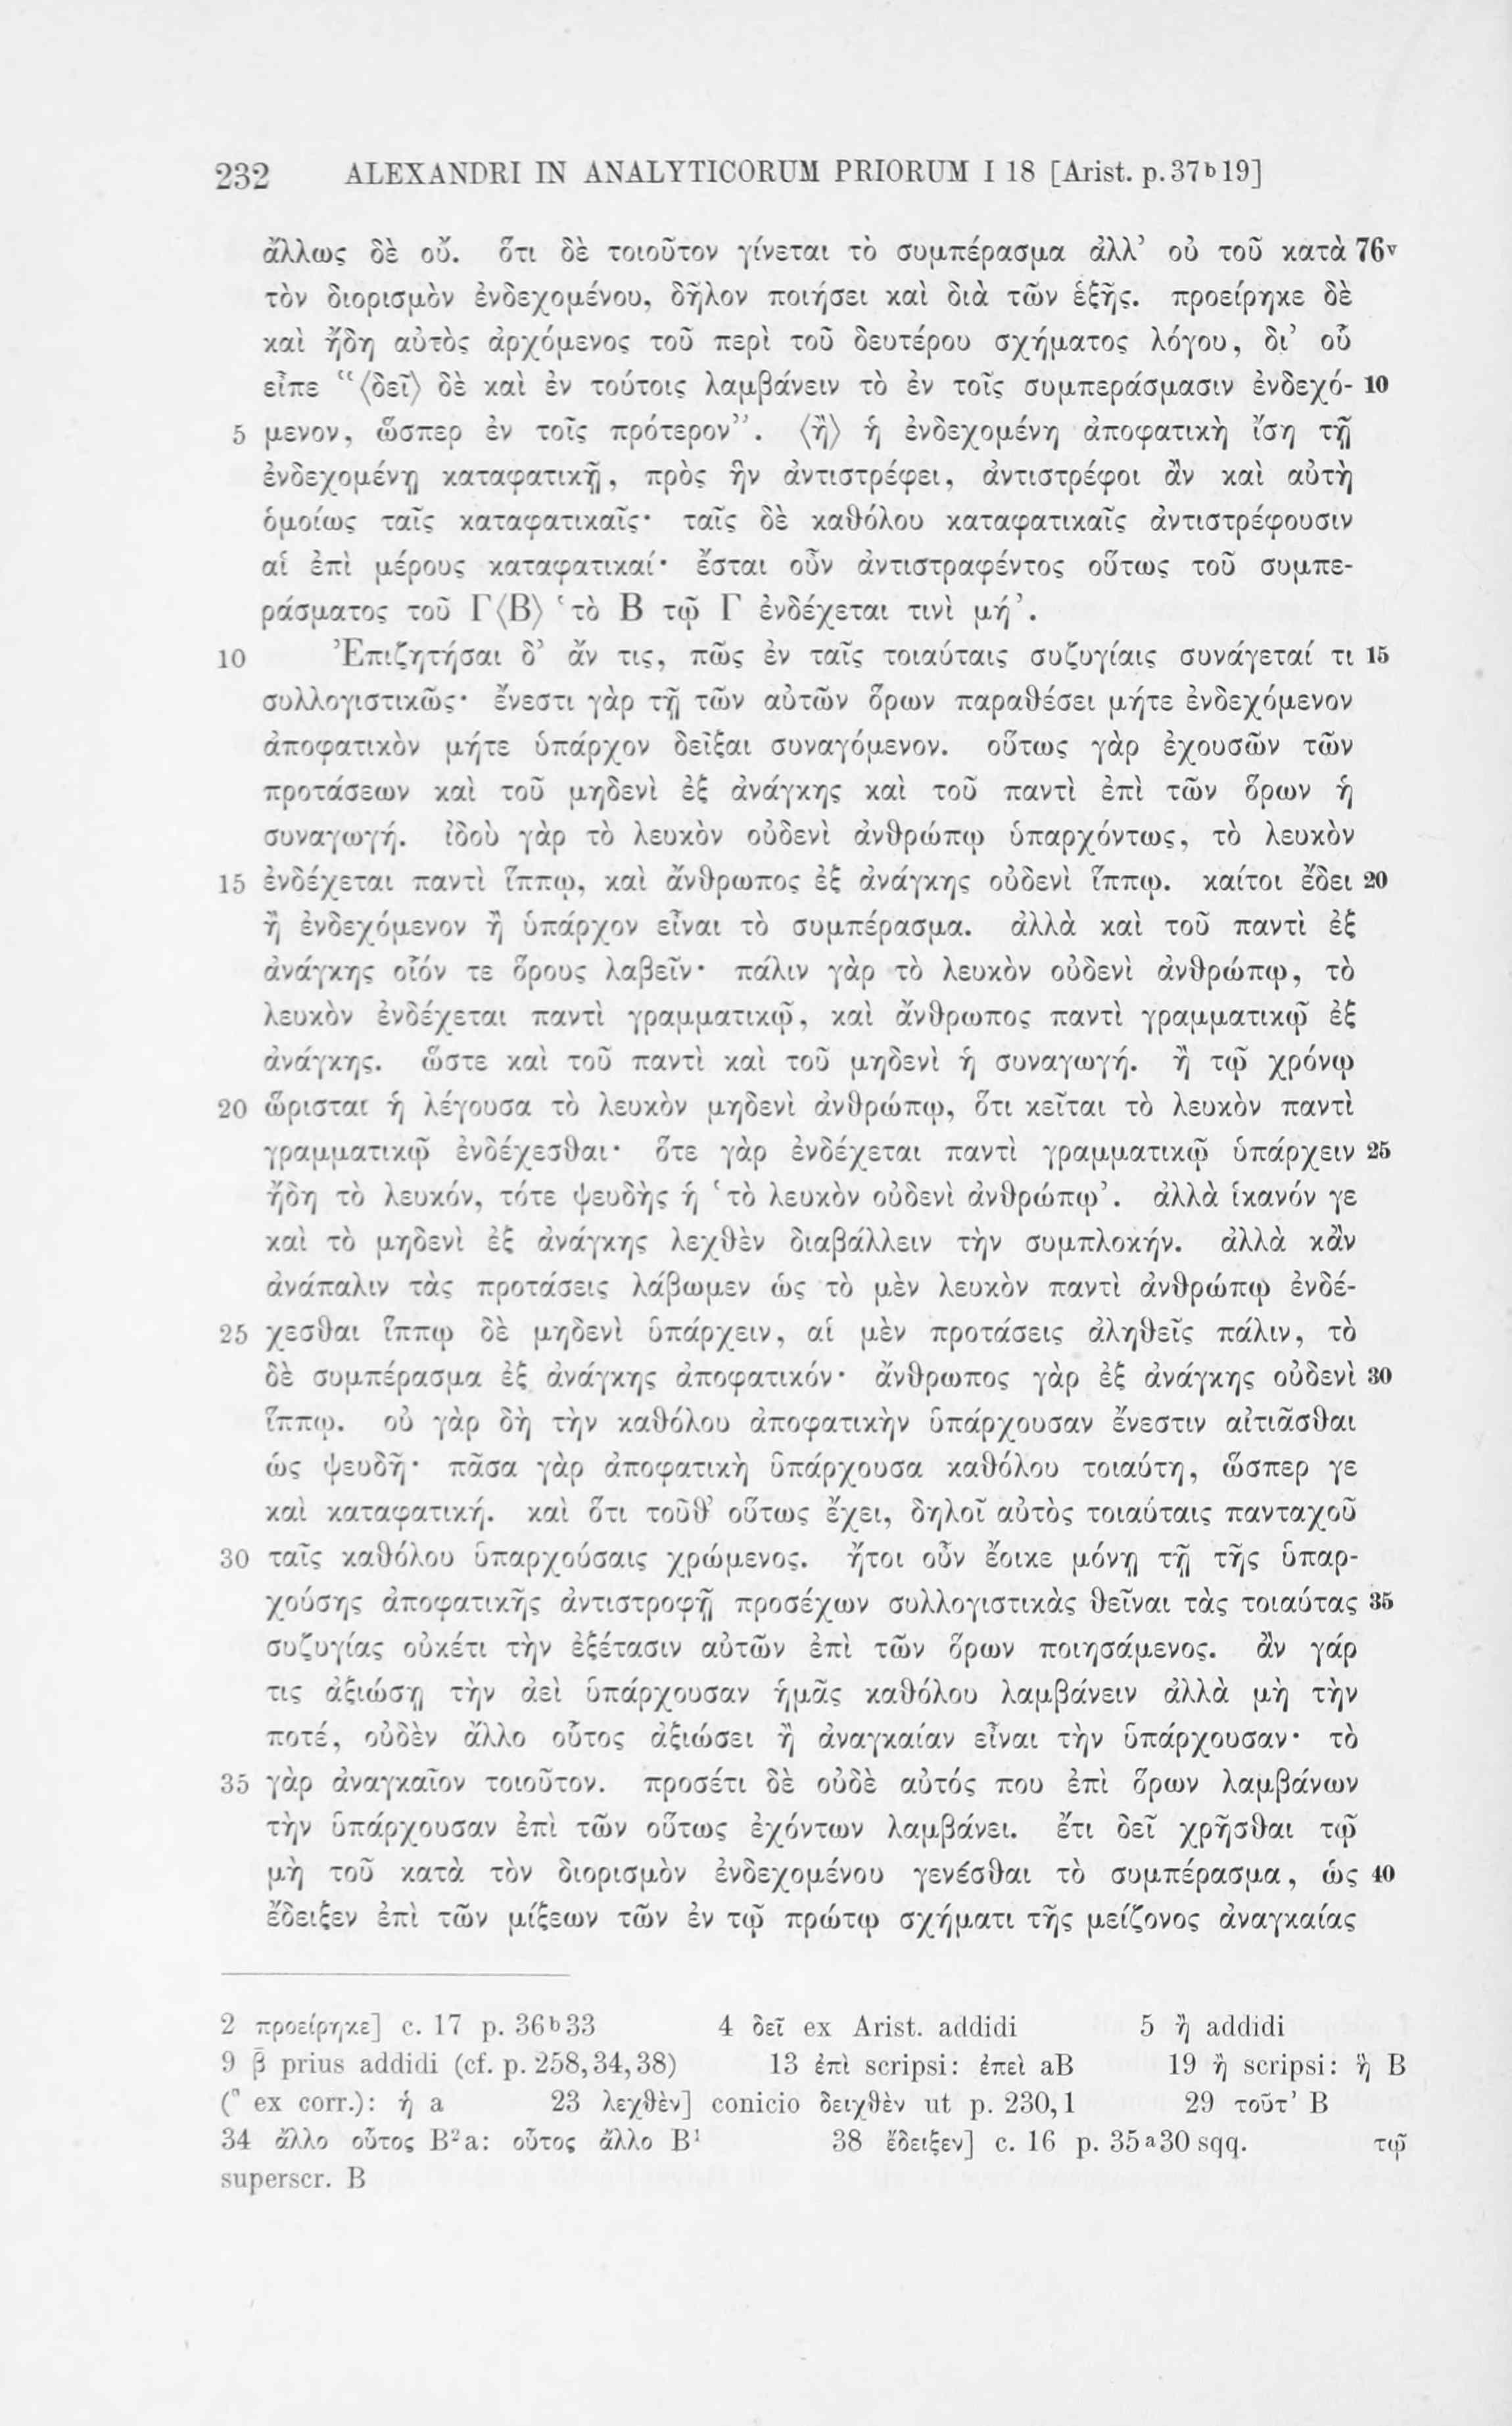 232 ALEXANDRI IN ANALYTICORUM PRIORUM I 18 [Arist. p. 37ᵇ19]
ἄλλως δὲ οὔ. ὅτι δὲ τοιοῦτον γίνεται τὸ συμπέρασμα ἀλλ’ οὐ τοῦ κατὰ 76ᵛ
τὸν διορισμὸν ἐνδεχομένου, δῆλον ποιήσει καὶ διὰ τῶν ἑξῆς. προείρηκε δὲ
καὶ ἤδη αὐτὸς ἀρχόμενος τοῦ περὶ τοῦ δευτέρου σχήματος λόγου, δι’ οὗ
εἶπε “⟨δεῖ⟩ δὲ καὶ ἐν τούτοις λαμβάνειν τὸ ἐν τοῖς συμπεράσμασιν ἐνδεχό- 10
5 μενον, ὥσπερ ἐν τοῖς πρότερον”. ⟨ἢ⟩ ἡ ἐνδεχομένη ἀποφατικὴ ἴση τῇ
ἐνδεχομένῃ καταφατικῇ, πρὸς ἣν ἀντιστρέφει, ἀντιστρέφοι ἂν καὶ αὐτὴ
ὁμοίως ταῖς καταφατικαῖς· ταῖς δὲ καθόλου καταφατικαῖς ἀντιστρέφουσιν
αἱ ἐπὶ μέρους καταφατικαί· ἔσται οὖν ἀντιστραφέντος οὕτως τοῦ συμπε-
ράσματος τοῦ Γ⟨Β⟩ ‘τὸ Β τῷ Γ ἐνδέχεται τινὶ μή’.
10 Ἐπιζητήσαι δ’ ἄν τις, πῶς ἐν ταῖς τοιαύταις συζυγίαις συνάγεταί τι 15
συλλογιστικῶς· ἔνεστι γὰρ τῇ τῶν αὐτῶν ὅρων παραθέσει μήτε ἐνδεχόμενον
ἀποφατικὸν μήτε ὑπάρχον δεῖξαι συναγόμενον. οὕτως γὰρ ἐχουσῶν τῶν
προτάσεων καὶ τοῦ μηδενὶ ἐξ ἀνάγκης καὶ τοῦ παντὶ ἐπὶ τῶν ὅρων ἡ
συναγωγή. ἰδοὺ γὰρ τὸ λευκὸν οὐδενὶ ἀνθρώπῳ ὑπαρχόντως, τὸ λευκὸν
15 ἐνδέχεται παντὶ ἵππῳ, καὶ ἄνθρωπος ἐξ ἀνάγκης οὐδενὶ ἵππῳ. καίτοι ἔδει 20
ἢ ἐνδεχόμενον ἢ ὑπάρχον εἶναι τὸ συμπέρασμα. ἀλλὰ καὶ τοῦ παντὶ ἐξ
ἀνάγκης οἷόν τε ὅρους λαβεῖν· πάλιν γὰρ τὸ λευκὸν οὐδενὶ ἀνθρώπῳ, τὸ
λευκὸν ἐνδέχεται παντὶ γραμματικῷ, καὶ ἄνθρωπος παντὶ γραμματικῷ ἐξ
ἀνάγκης. ὥστε καὶ τοῦ παντὶ καὶ τοῦ μηδενὶ ἡ συναγωγή. ἢ τῷ χρόνῳ
20 ὥρισται ἡ λέγουσα τὸ λευκὸν μηδενὶ ἀνθρώπῳ, ὅτι κεῖται τὸ λευκὸν παντὶ
γραμματικῷ ἐνδέχεσθαι· ὅτε γὰρ ἐνδέχεται παντὶ γραμματικῷ ὑπάρχειν 25
ἤδη τὸ λευκόν, τότε ψευδὴς ἡ ‘τὸ λευκὸν οὐδενὶ ἀνθρώπῳ’. ἀλλὰ ἱκανόν γε
καὶ τὸ μηδενὶ ἐξ ἀνάγκης λεχθὲν διαβάλλειν τὴν συμπλοκήν. ἀλλὰ κἂν
ἀνάπαλιν τὰς προτάσεις λάβωμεν ὡς τὸ μὲν λευκὸν παντὶ ἀνθρώπῳ ἐνδέ-
25 χεσθαι ἵππῳ δὲ μηδενὶ ὑπάρχειν, αἱ μὲν προτάσεις ἀληθεῖς πάλιν, τὸ
δὲ συμπέρασμα ἐξ ἀνάγκης ἀποφατικόν· ἄνθρωπος γὰρ ἐξ ἀνάγκης οὐδενὶ 30
ἵππῳ. οὐ γὰρ δὴ τὴν καθόλου ἀποφατικὴν ὑπάρχουσαν ἔνεστιν αἰτιᾶσθαι
ὡς ψευδῆ· πᾶσα γὰρ ἀποφατικὴ ὑπάρχουσα καθόλου τοιαύτη, ὥσπερ γε
καὶ καταφατική. καὶ ὅτι τοῦθ’ οὕτως ἔχει, δηλοῖ αὐτὸς τοιαύταις πανταχοῦ
30 ταῖς καθόλου ὑπαρχούσαις χρώμενος. ἤτοι οὖν ἔοικε μόνῃ τῇ τῆς ὑπαρ-
χούσης ἀποφατικῆς ἀντιστροφῇ προσέχων συλλογιστικὰς θεῖναι τὰς τοιαύτας 35
συζυγίας οὐκέτι τὴν ἐξέτασιν αὐτῶν ἐπὶ τῶν ὅρων ποιησάμενος. ἂν γάρ
τις ἀξιώσῃ τὴν ἀεὶ ὑπάρχουσαν ἡμᾶς καθόλου λαμβάνειν ἀλλὰ μὴ τὴν
ποτέ, οὐδὲν ἄλλο οὗτος ἀξιώσει ἢ ἀναγκαίαν εἶναι τὴν ὑπάρχουσαν· τὸ
35 γὰρ ἀναγκαῖον τοιοῦτον. προσέτι δὲ οὐδὲ αὐτός που ἐπὶ ὅρων λαμβάνων
τὴν ὑπάρχουσαν ἐπὶ τῶν οὕτως ἐχόντων λαμβάνει. ἔτι δεῖ χρῆσθαι τῷ
μὴ τοῦ κατὰ τὸν διορισμὸν ἐνδεχομένου γενέσθαι τὸ συμπέρασμα, ὡς 40
ἔδειξεν ἐπὶ τῶν μίξεων τῶν ἐν τῷ πρώτῳ σχήματι τῆς μείζονος ἀναγκαίας
2 προείρηκε] c. 17 p. 36ᵇ33 4 δεῖ ex Arist. addidi 5 ἢ addidi
9 β̄ prius addidi (cf. p. 258,34,38) 13 ἐπὶ scripsi: ἐπεὶ aB 19 ἢ scripsi: ἣ B
(῞ ex corr.): ἡ a 23 λεχθὲν] conicio δειχθὲν ut p. 230,1 29 τοῦτ’ B
34 ἄλλο οὗτος B²a: οὗτος ἄλλο B¹ 38 ἔδειξεν] c. 16 p. 35ᵃ30 sqq. τῷ
superscr. B